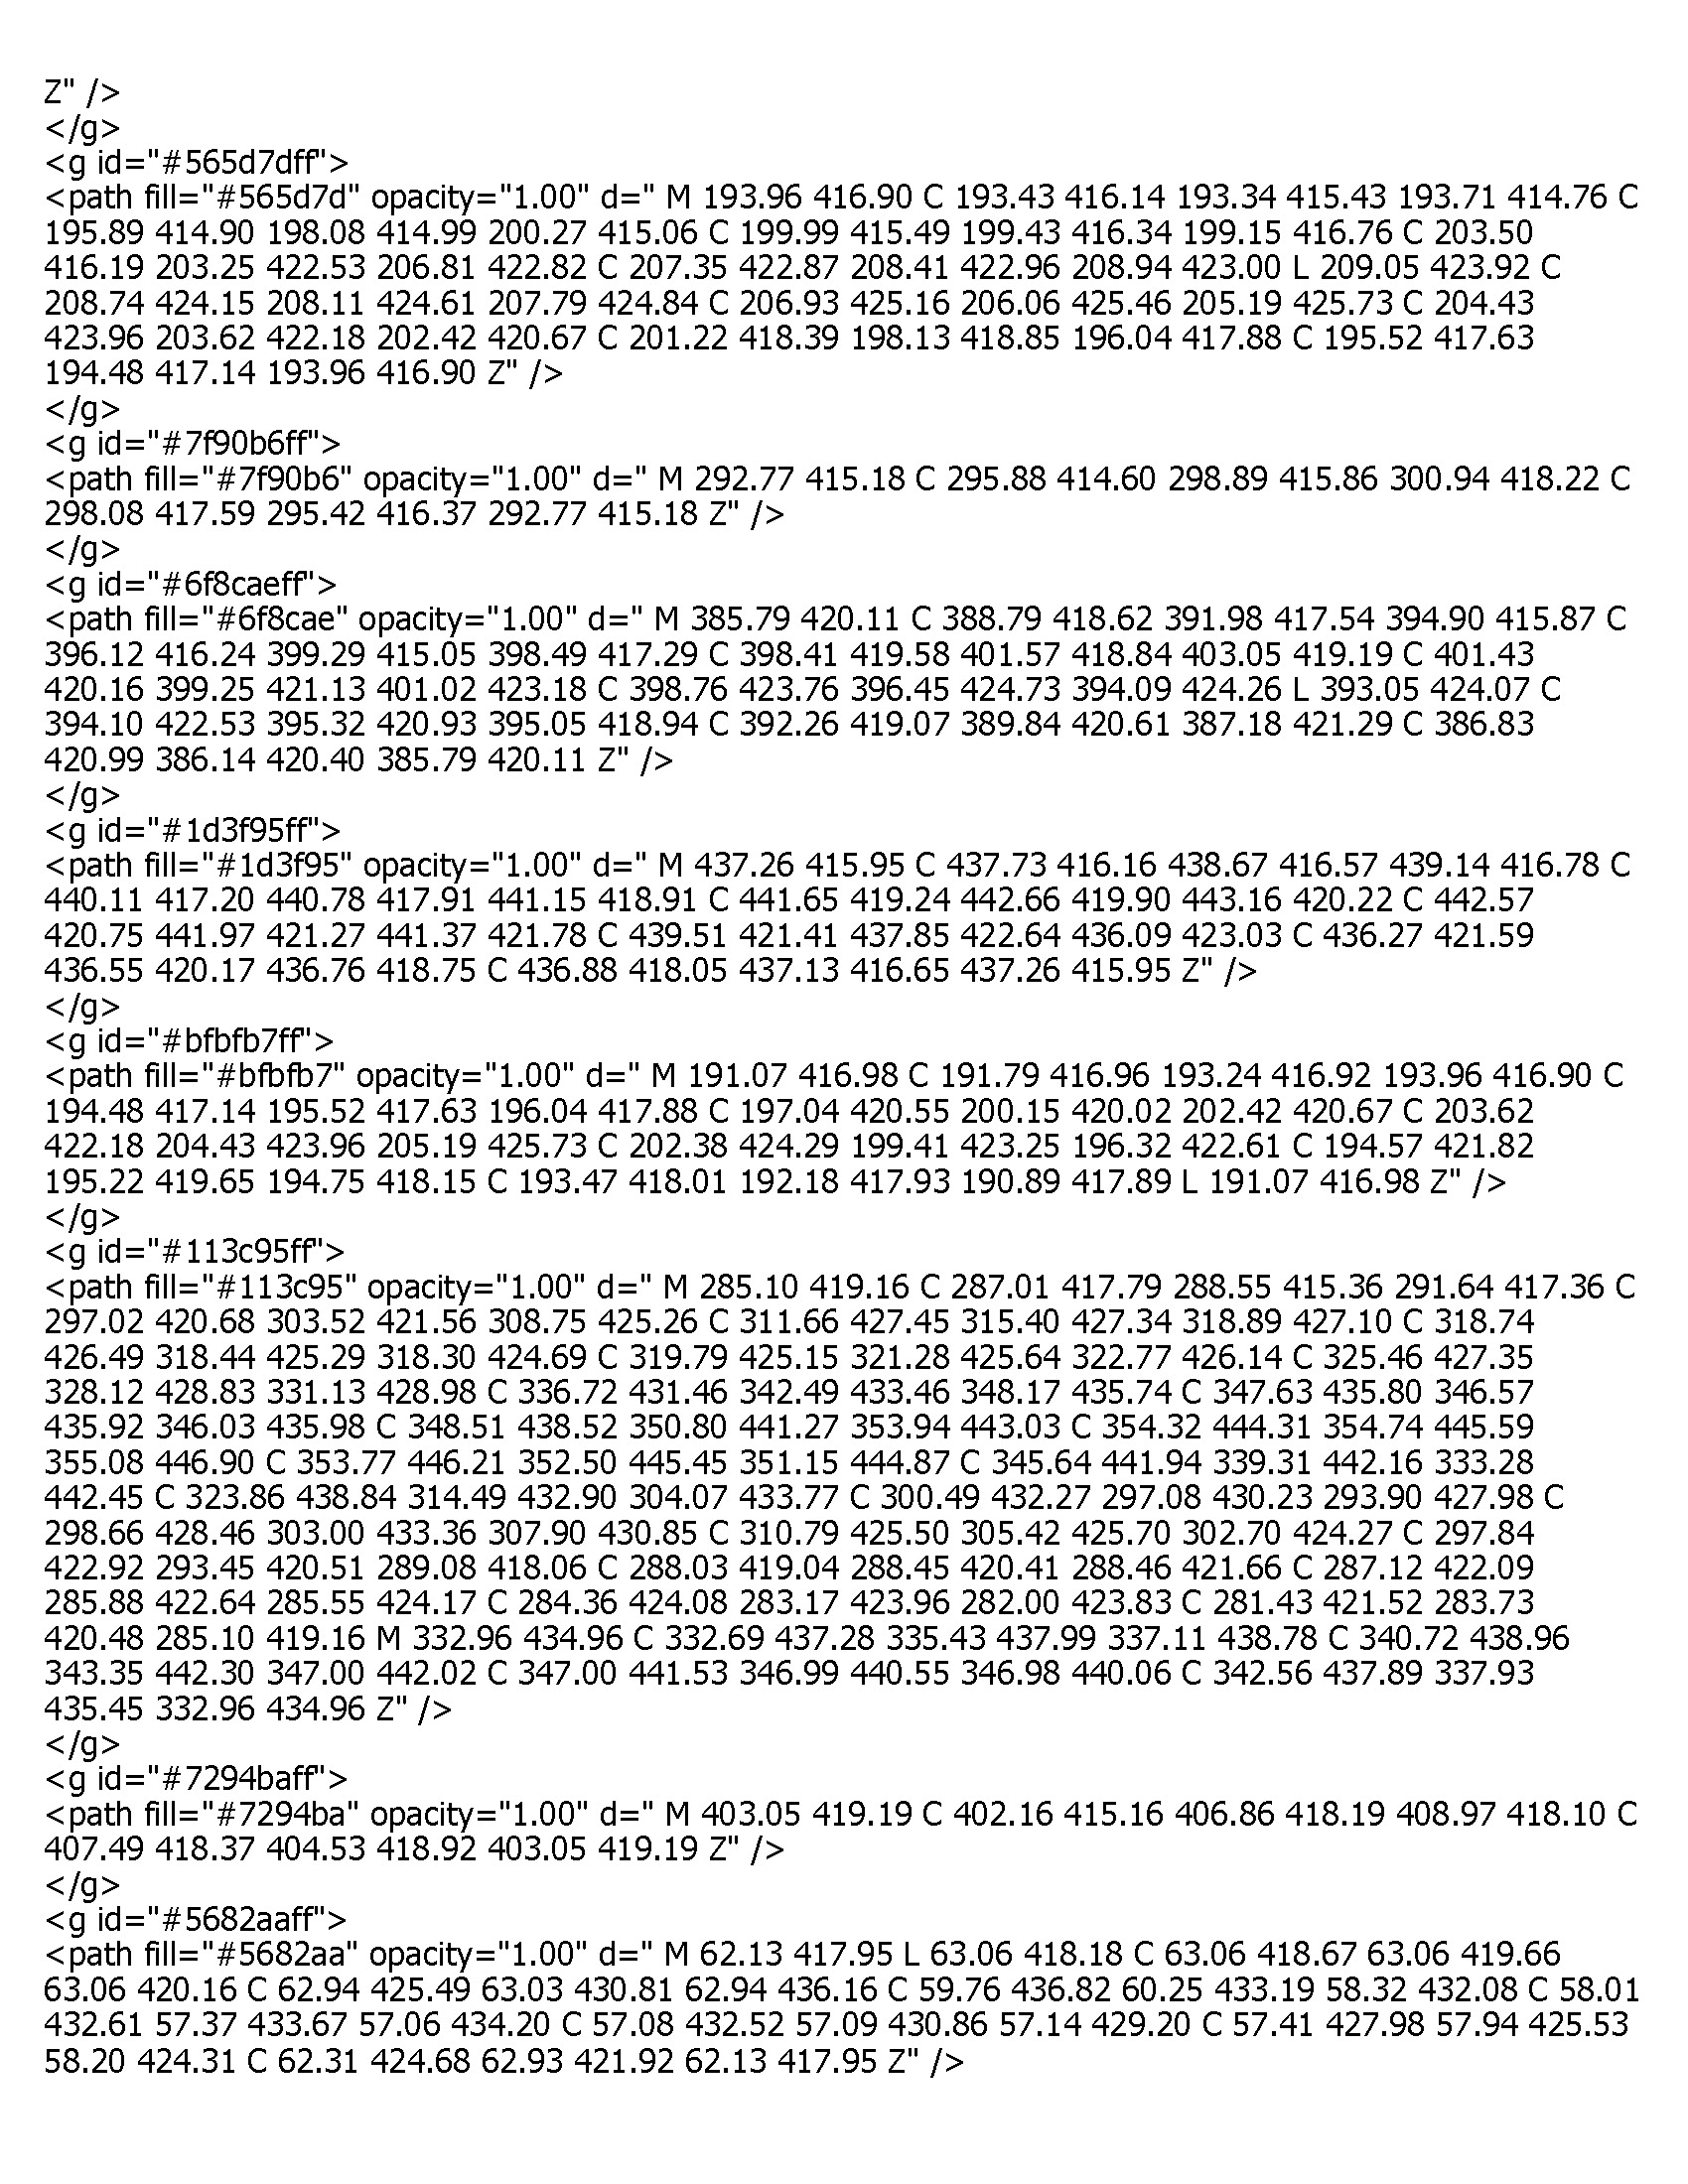 Z" />
</g>
<g id="#565d7dff">
<path fill="#565d7d" opacity="1.00" d=" M 193.96 416.90 C 193.43 416.14 193.34 415.43 193.71 414.76 C
195.89 414.90 198.08 414.99 200.27 415.06 C 199.99 415.49 199.43 416.34 199.15 416.76 C 203.50
416.19 203.25 422.53 206.81 422.82 C 207.35 422.87 208.41 422.96 208.94 423.00 L 209.05 423.92 C
208.74 424.15 208.11 424.61 207.79 424.84 C 206.93 425.16 206.06 425.46 205.19 425.73 C 204.43
423.96 203.62 422.18 202.42 420.67 C 201.22 418.39 198.13 418.85 196.04 417.88 C 195.52 417.63
194.48 417.14 193.96 416.90 Z" />
</g>
<g id="#7f90b6ff">
<path fill="#7f90b6" opacity="1.00" d=" M 292.77 415.18 C 295.88 414.60 298.89 415.86 300.94 418.22 C
298.08 417.59 295.42 416.37 292.77 415.18 Z" />
</g>
<g id="#6f8caeff">
<path fill="#6f8cae" opacity="1.00" d=" M 385.79 420.11 C 388.79 418.62 391.98 417.54 394.90 415.87 C
396.12 416.24 399.29 415.05 398.49 417.29 C 398.41 419.58 401.57 418.84 403.05 419.19 C 401.43
420.16 399.25 421.13 401.02 423.18 C 398.76 423.76 396.45 424.73 394.09 424.26 L 393.05 424.07 C
394.10 422.53 395.32 420.93 395.05 418.94 C 392.26 419.07 389.84 420.61 387.18 421.29 C 386.83
420.99 386.14 420.40 385.79 420.11 Z" />
</g>
<g id="#1d3f95ff">
<path fill="#1d3f95" opacity="1.00" d=" M 437.26 415.95 C 437.73 416.16 438.67 416.57 439.14 416.78 C
440.11 417.20 440.78 417.91 441.15 418.91 C 441.65 419.24 442.66 419.90 443.16 420.22 C 442.57
420.75 441.97 421.27 441.37 421.78 C 439.51 421.41 437.85 422.64 436.09 423.03 C 436.27 421.59
436.55 420.17 436.76 418.75 C 436.88 418.05 437.13 416.65 437.26 415.95 Z" />
</g>
<g id="#bfbfb7ff">
<path fill="#bfbfb7" opacity="1.00" d=" M 191.07 416.98 C 191.79 416.96 193.24 416.92 193.96 416.90 C
194.48 417.14 195.52 417.63 196.04 417.88 C 197.04 420.55 200.15 420.02 202.42 420.67 C 203.62
422.18 204.43 423.96 205.19 425.73 C 202.38 424.29 199.41 423.25 196.32 422.61 C 194.57 421.82
195.22 419.65 194.75 418.15 C 193.47 418.01 192.18 417.93 190.89 417.89 L 191.07 416.98 Z" />
</g>
<g id="#113c95ff">
<path fill="#113c95" opacity="1.00" d=" M 285.10 419.16 C 287.01 417.79 288.55 415.36 291.64 417.36 C
297.02 420.68 303.52 421.56 308.75 425.26 C 311.66 427.45 315.40 427.34 318.89 427.10 C 318.74
426.49 318.44 425.29 318.30 424.69 C 319.79 425.15 321.28 425.64 322.77 426.14 C 325.46 427.35
328.12 428.83 331.13 428.98 C 336.72 431.46 342.49 433.46 348.17 435.74 C 347.63 435.80 346.57
435.92 346.03 435.98 C 348.51 438.52 350.80 441.27 353.94 443.03 C 354.32 444.31 354.74 445.59
355.08 446.90 C 353.77 446.21 352.50 445.45 351.15 444.87 C 345.64 441.94 339.31 442.16 333.28
442.45 C 323.86 438.84 314.49 432.90 304.07 433.77 C 300.49 432.27 297.08 430.23 293.90 427.98 C
298.66 428.46 303.00 433.36 307.90 430.85 C 310.79 425.50 305.42 425.70 302.70 424.27 C 297.84
422.92 293.45 420.51 289.08 418.06 C 288.03 419.04 288.45 420.41 288.46 421.66 C 287.12 422.09
285.88 422.64 285.55 424.17 C 284.36 424.08 283.17 423.96 282.00 423.83 C 281.43 421.52 283.73
420.48 285.10 419.16 M 332.96 434.96 C 332.69 437.28 335.43 437.99 337.11 438.78 C 340.72 438.96
343.35 442.30 347.00 442.02 C 347.00 441.53 346.99 440.55 346.98 440.06 C 342.56 437.89 337.93
435.45 332.96 434.96 Z" />
</g>
<g id="#7294baff">
<path fill="#7294ba" opacity="1.00" d=" M 403.05 419.19 C 402.16 415.16 406.86 418.19 408.97 418.10 C
407.49 418.37 404.53 418.92 403.05 419.19 Z" />
</g>
<g id="#5682aaff">
<path fill="#5682aa" opacity="1.00" d=" M 62.13 417.95 L 63.06 418.18 C 63.06 418.67 63.06 419.66
63.06 420.16 C 62.94 425.49 63.03 430.81 62.94 436.16 C 59.76 436.82 60.25 433.19 58.32 432.08 C 58.01
432.61 57.37 433.67 57.06 434.20 C 57.08 432.52 57.09 430.86 57.14 429.20 C 57.41 427.98 57.94 425.53
58.20 424.31 C 62.31 424.68 62.93 421.92 62.13 417.95 Z" />